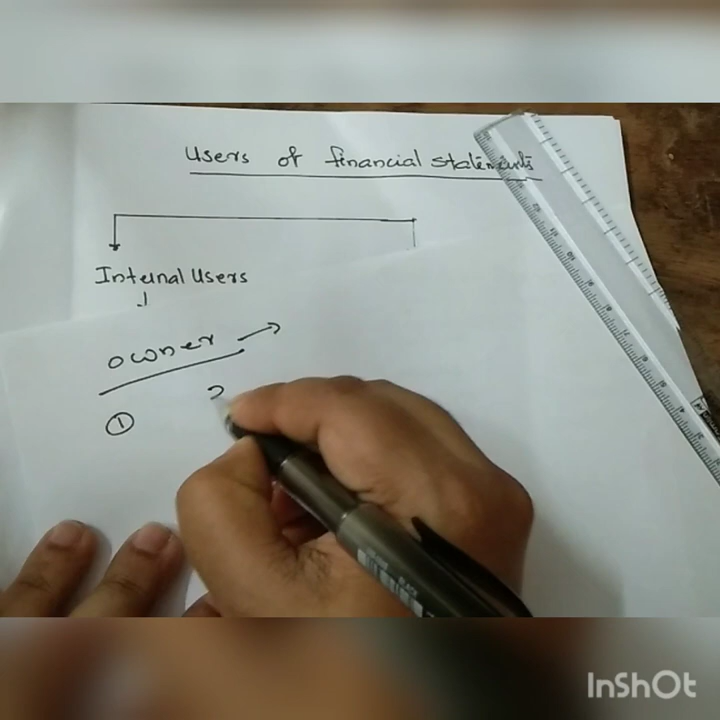 Users of financial statements
Internal Users
owner →
①
InShOt